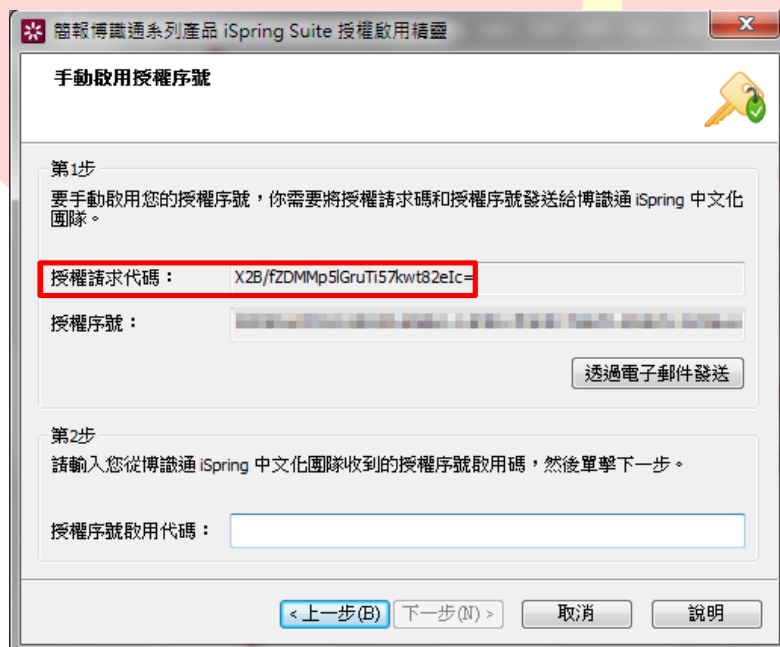 簡報博識通系列產品 iSpring Suite 授權啟用精靈
手動啟用授權序號
第1步
要手動啟用您的授權序號，你需要將授權請求碼和授權序號發送給博識通 iSpring 中文化
團隊。
授權請求代碼： X2B/fZDMMp5lGruTi57kwt82eIc=
授權序號：
透過電子郵件發送
第2步
請輸入您從博識通 iSpring 中文化團隊收到的授權序號啟用碼，然後單擊下一步。
授權序號啟用代碼：
<上一步(B) 下一步(N) > 取消 說明